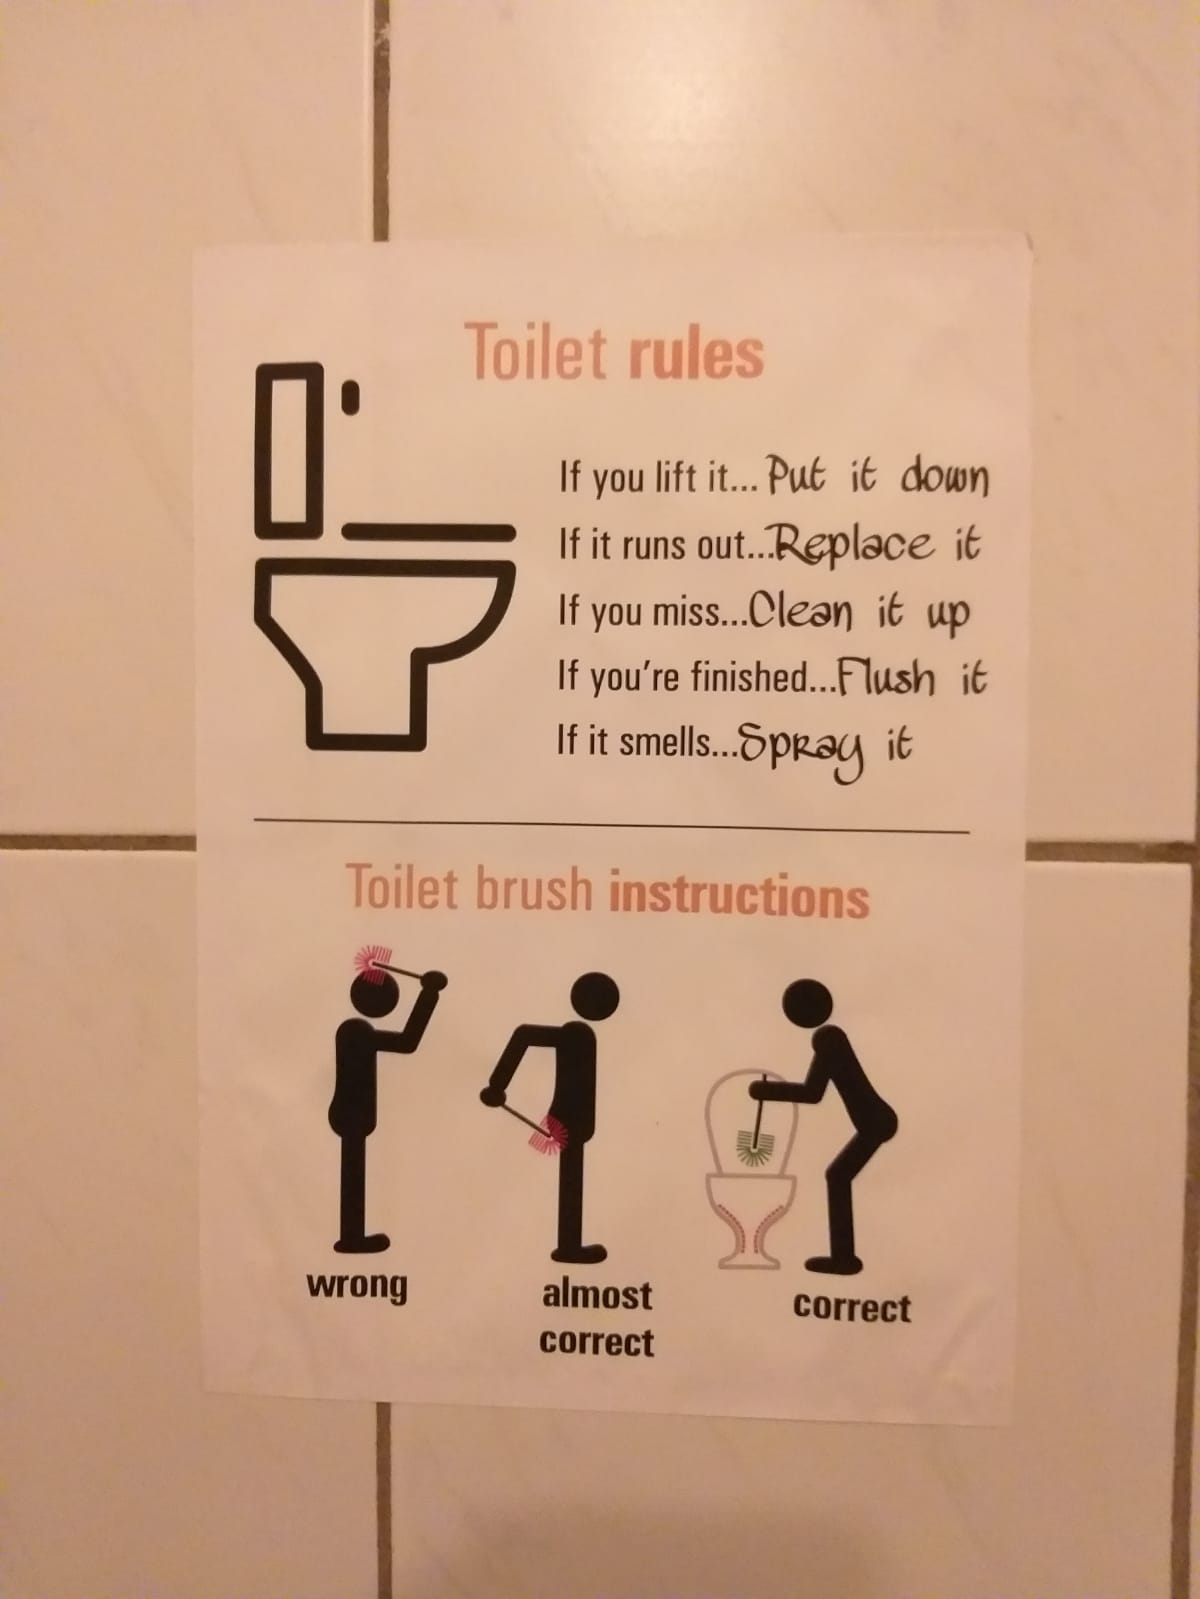 Toilet rules
If you lift it... Put it down
If it runs out...Replace it
If you miss...Clean it up
If you're finished...Flush it
If it smells...Spray it
Toilet brush instructions
wrong
almost
correct
correct